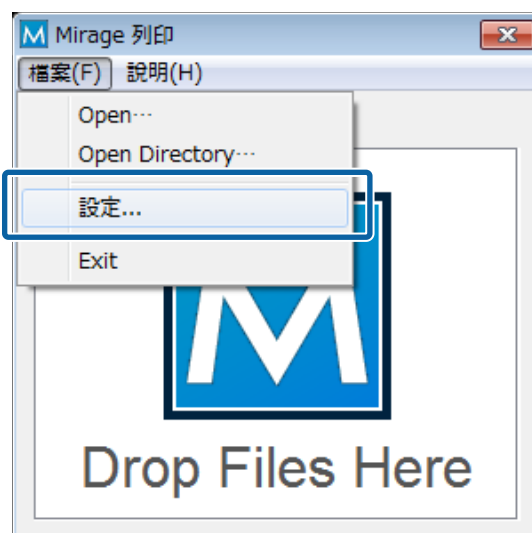 M Mirage 列印
檔案(F) 說明(H)
Open…
Open Directory…
設定...
Exit
M
Drop Files Here